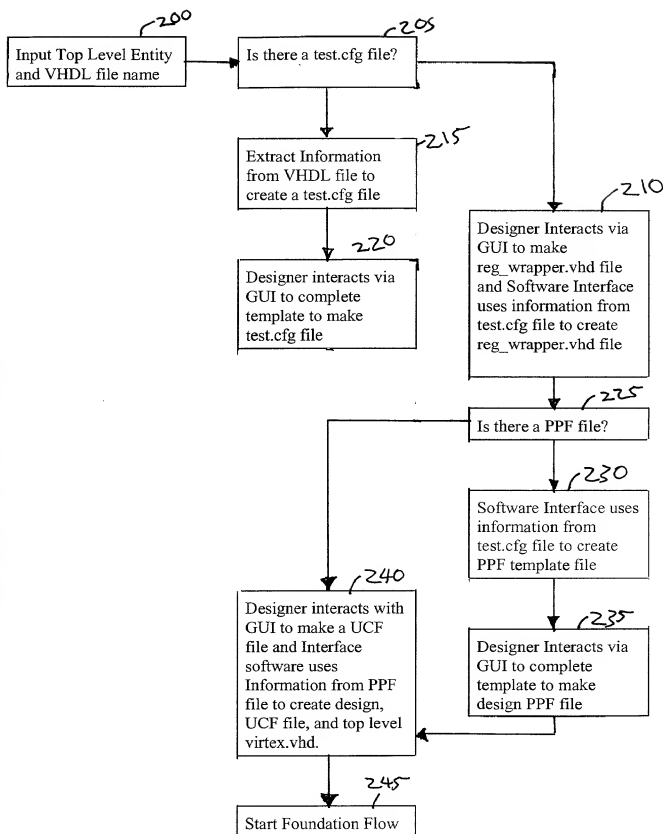 200
Input Top Level Entity
and VHDL file name
205
Is there a test.cfg file?
215
Extract Information
from VHDL file to
create a test.cfg file
220
Designer interacts via
GUI to complete
template to make
test.cfg file
210
Designer Interacts via
GUI to make
reg_wrapper.vhd file
and Software Interface
uses information from
test.cfg file to create
reg_wrapper.vhd file
225
Is there a PPF file?
230
Software Interface uses
information from
test.cfg file to create
PPF template file
235
Designer Interacts via
GUI to complete
template to make
design PPF file
240
Designer interacts with
GUI to make a UCF
file and Interface
software uses
Information from PPF
file to create design,
UCF file, and top level
virtex.vhd.
245
Start Foundation Flow